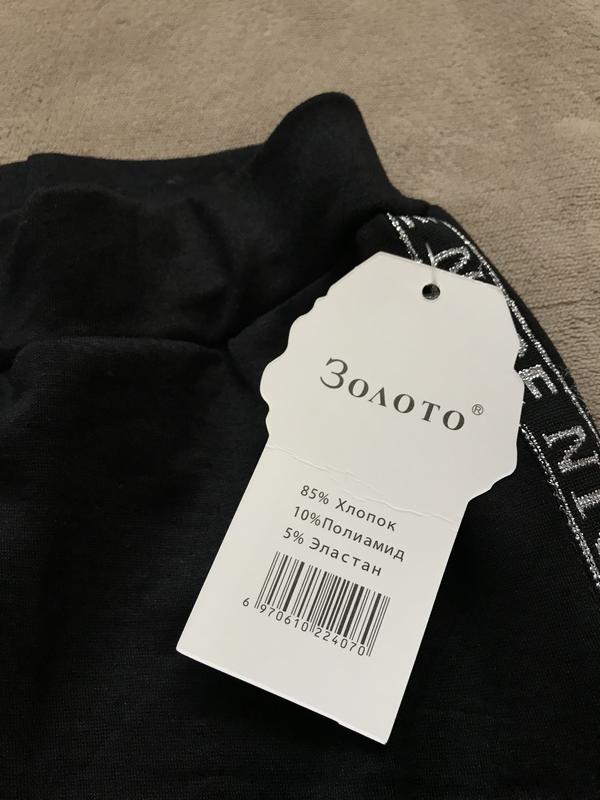 Золото®
85% Хлопок
10%Полиамид
5% Эластан
6 970610 224070